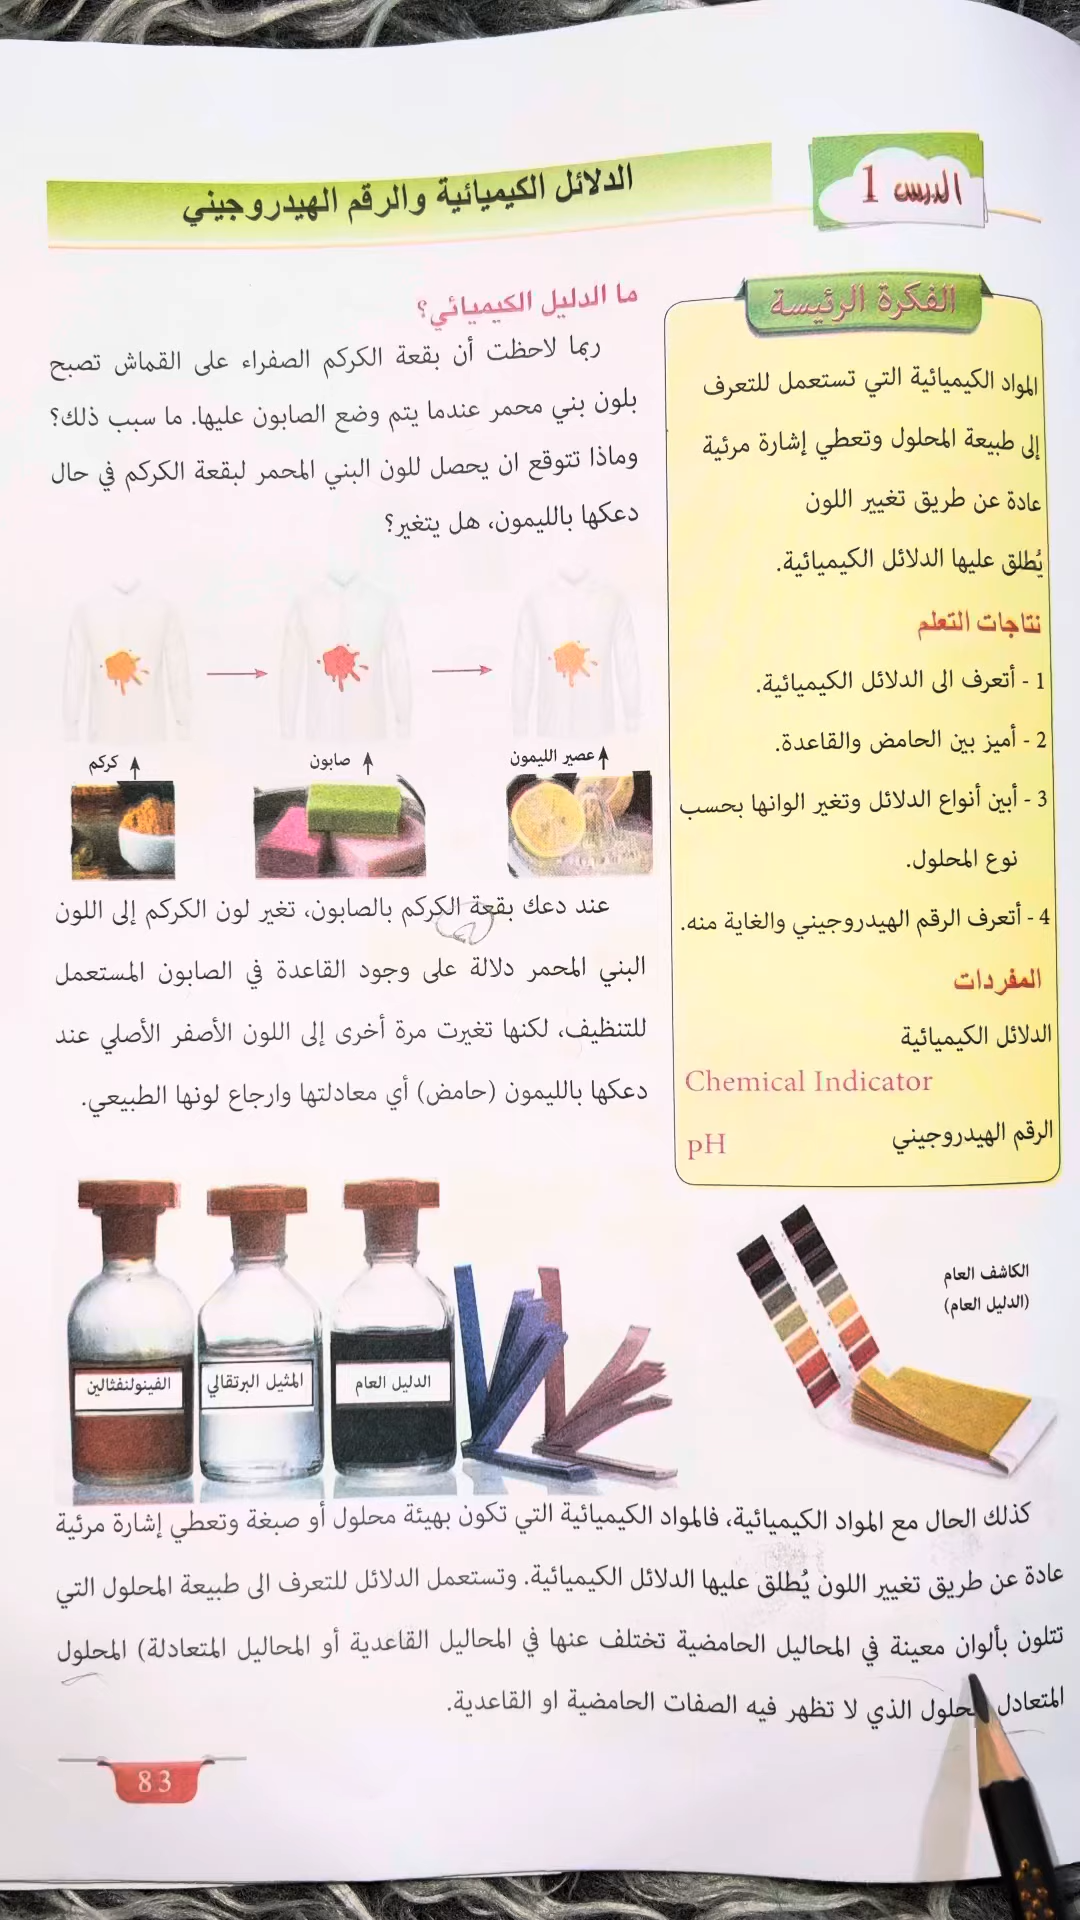 الدرس 1
الدلائل الكيميائية والرقم الهيدروجيني
الفكرة الرئيسة
المواد الكيميائية التي تستعمل للتعرف
إلى طبيعة المحلول وتعطي إشارة مرئية
عادة عن طريق تغيير اللون
يُطلق عليها الدلائل الكيميائية.
نتاجات التعلم
1 - أتعرف الى الدلائل الكيميائية.
2 - أميز بين الحامض والقاعدة.
3 - أبين أنواع الدلائل وتغير الوانها بحسب
نوع المحلول.
4 - أتعرف الرقم الهيدروجيني والغاية منه.
المفردات
الدلائل الكيميائية
Chemical Indicator
الرقم الهيدروجيني
pH
ما الدليل الكيميائي؟
ربما لاحظت أن بقعة الكركم الصفراء على القماش تصبح
بلون بني محمر عندما يتم وضع الصابون عليها. ما سبب ذلك؟
وماذا تتوقع ان يحصل للون البني المحمر لبقعة الكركم في حال
دعكها بالليمون، هل يتغير؟
عصير الليمون
صابون
كركم
عند دعك بقعة الكركم بالصابون، تغير لون الكركم إلى اللون
البني المحمر دلالة على وجود القاعدة في الصابون المستعمل
للتنظيف، لكنها تغيرت مرة أخرى إلى اللون الأصفر الأصلي عند
دعكها بالليمون (حامض) أي معادلتها وارجاع لونها الطبيعي.
الكاشف العام
(الدليل العام)
الدليل العام
المثيل البرتقالي
الفينولنفثالين
كذلك الحال مع المواد الكيميائية، فالمواد الكيميائية التي تكون بهيئة محلول أو صبغة وتعطي إشارة مرئية
عادة عن طريق تغيير اللون يُطلق عليها الدلائل الكيميائية. وتستعمل الدلائل للتعرف الى طبيعة المحلول التي
تتلون بألوان معينة في المحاليل الحامضية تختلف عنها في المحاليل القاعدية أو المحاليل المتعادلة) المحلول
المتعادل الذي لا تظهر فيه الصفات الحامضية او القاعدية.
83